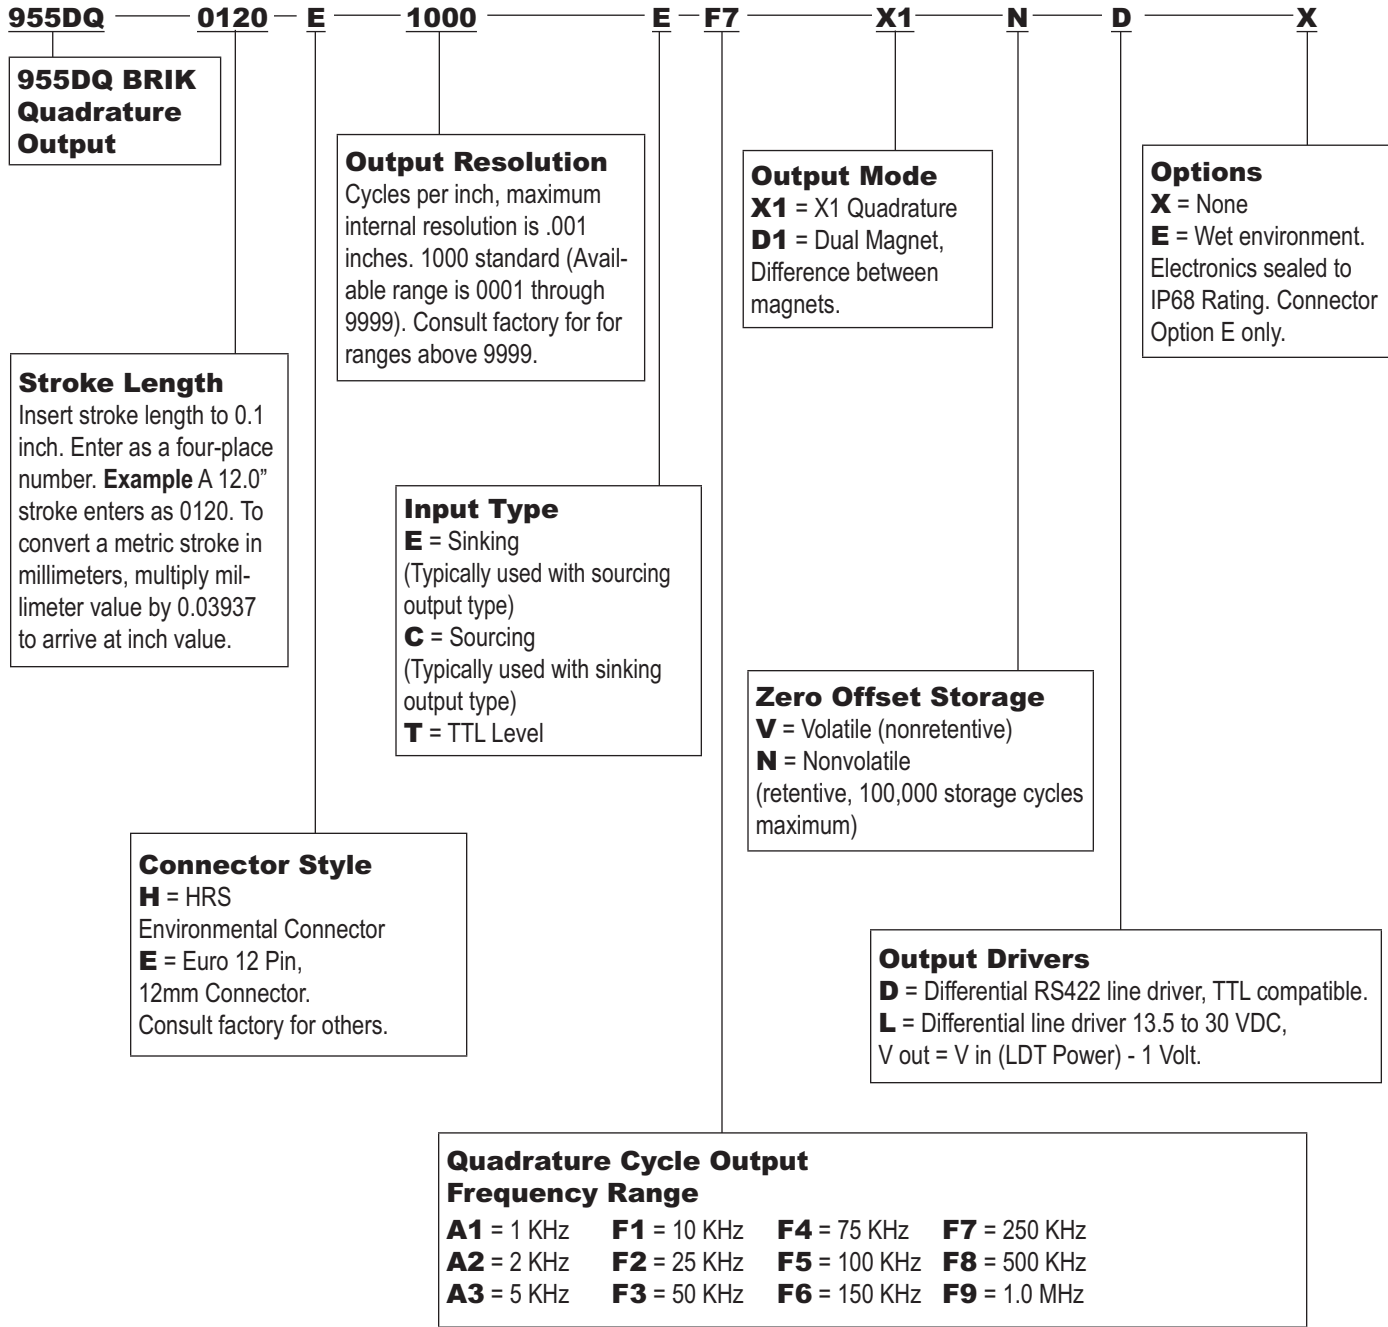 955DQ 0120 E 1000 E F7 X1 N D X
955DQ BRIK
Quadrature
Output
Output Resolution
Cycles per inch, maximum
internal resolution is .001
inches. 1000 standard (Avail-
able range is 0001 through
9999). Consult factory for for
ranges above 9999.
Output Mode
X1 = X1 Quadrature
D1 = Dual Magnet,
Difference between
magnets.
Options
X = None
E = Wet environment.
Electronics sealed to
IP68 Rating. Connector
Option E only.
Stroke Length
Insert stroke length to 0.1
inch. Enter as a four-place
number. Example A 12.0”
stroke enters as 0120. To
convert a metric stroke in
millimeters, multiply mil-
limeter value by 0.03937
to arrive at inch value.
Input Type
E = Sinking
(Typically used with sourcing
output type)
C = Sourcing
(Typically used with sinking
output type)
T = TTL Level
Zero Offset Storage
V = Volatile (nonretentive)
N = Nonvolatile
(retentive, 100,000 storage cycles
maximum)
Connector Style
H = HRS
Environmental Connector
E = Euro 12 Pin,
12mm Connector.
Consult factory for others.
Output Drivers
D = Differential RS422 line driver, TTL compatible.
L = Differential line driver 13.5 to 30 VDC,
V out = V in (LDT Power) - 1 Volt.
Quadrature Cycle Output
Frequency Range
A1 = 1 KHz F1 = 10 KHz F4 = 75 KHz F7 = 250 KHz
A2 = 2 KHz F2 = 25 KHz F5 = 100 KHz F8 = 500 KHz
A3 = 5 KHz F3 = 50 KHz F6 = 150 KHz F9 = 1.0 MHz